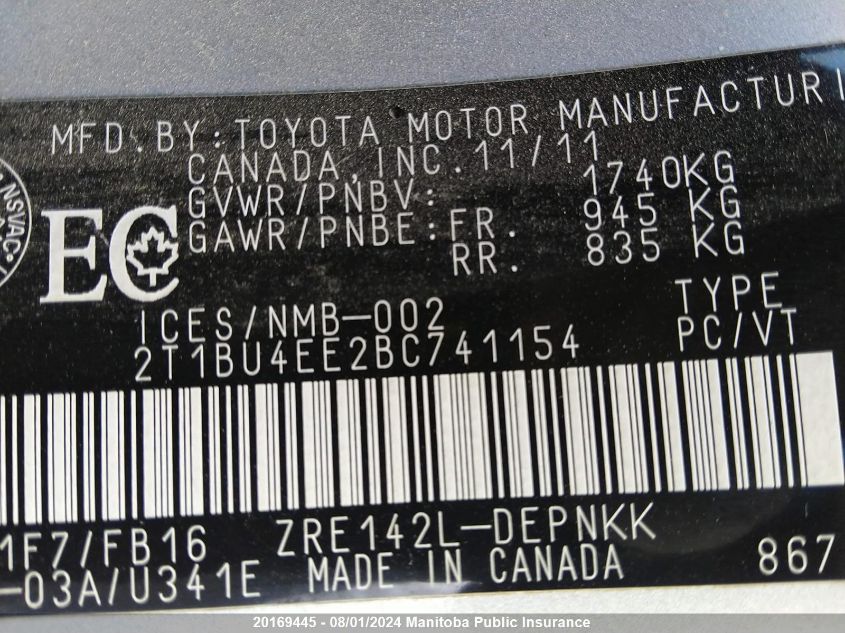 MFD.BY:TOYOTA MOTOR MANUFACTURI
CANADA,INC.11/11
GVWR/PNBV: 1740KG
GAWR/PNBE:FR. 945 KG
RR. 835 KG
EC
NSVAC
ICES/NMB-002 TYPE
2T1BU4EE2BC741154 PC/VT
1F7/FB16 ZRE142L-DEPNKK
-03A/U341E MADE IN CANADA 867
20169445 - 08/01/2024 Manitoba Public Insurance